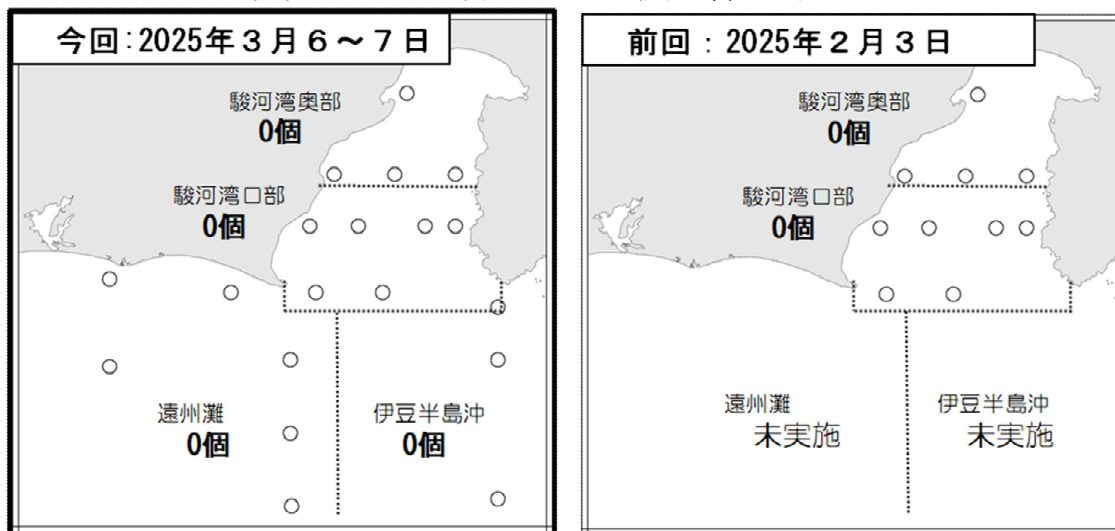 今回：2025年３月６～７日
駿河湾奥部
0個
駿河湾口部
0個
遠州灘
0個
伊豆半島沖
0個
前回：2025年２月３日
駿河湾奥部
0個
駿河湾口部
0個
遠州灘
未実施
伊豆半島沖
未実施